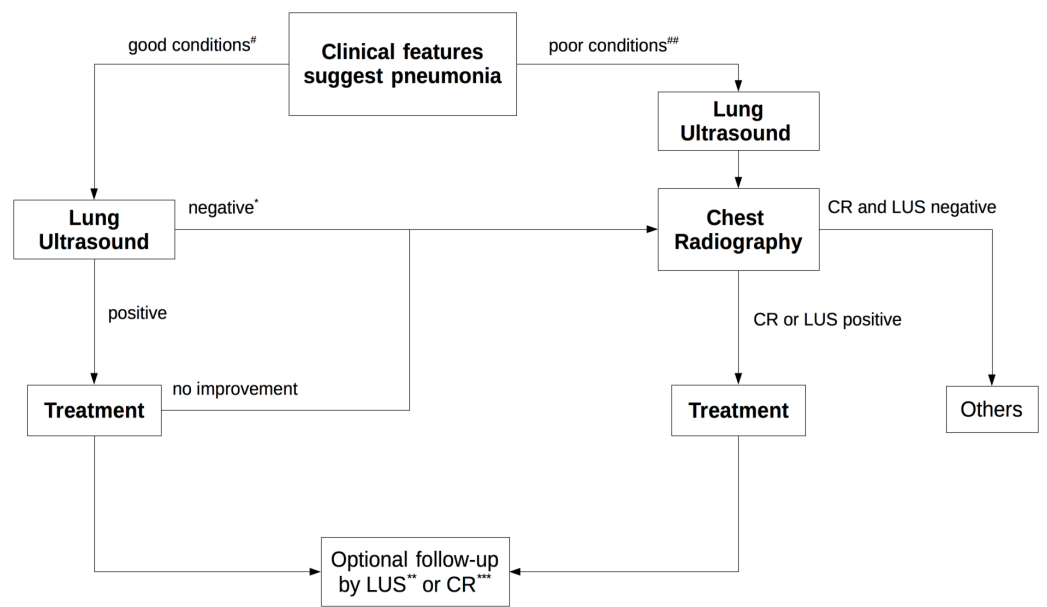 good conditions#
Clinical features
suggest pneumonia
poor conditions##
Lung
Ultrasound
Lung
Ultrasound
negative*
Chest
Radiography
CR and LUS negative
positive
CR or LUS positive
Treatment
no improvement
Treatment
Others
Optional follow-up
by LUS** or CR***